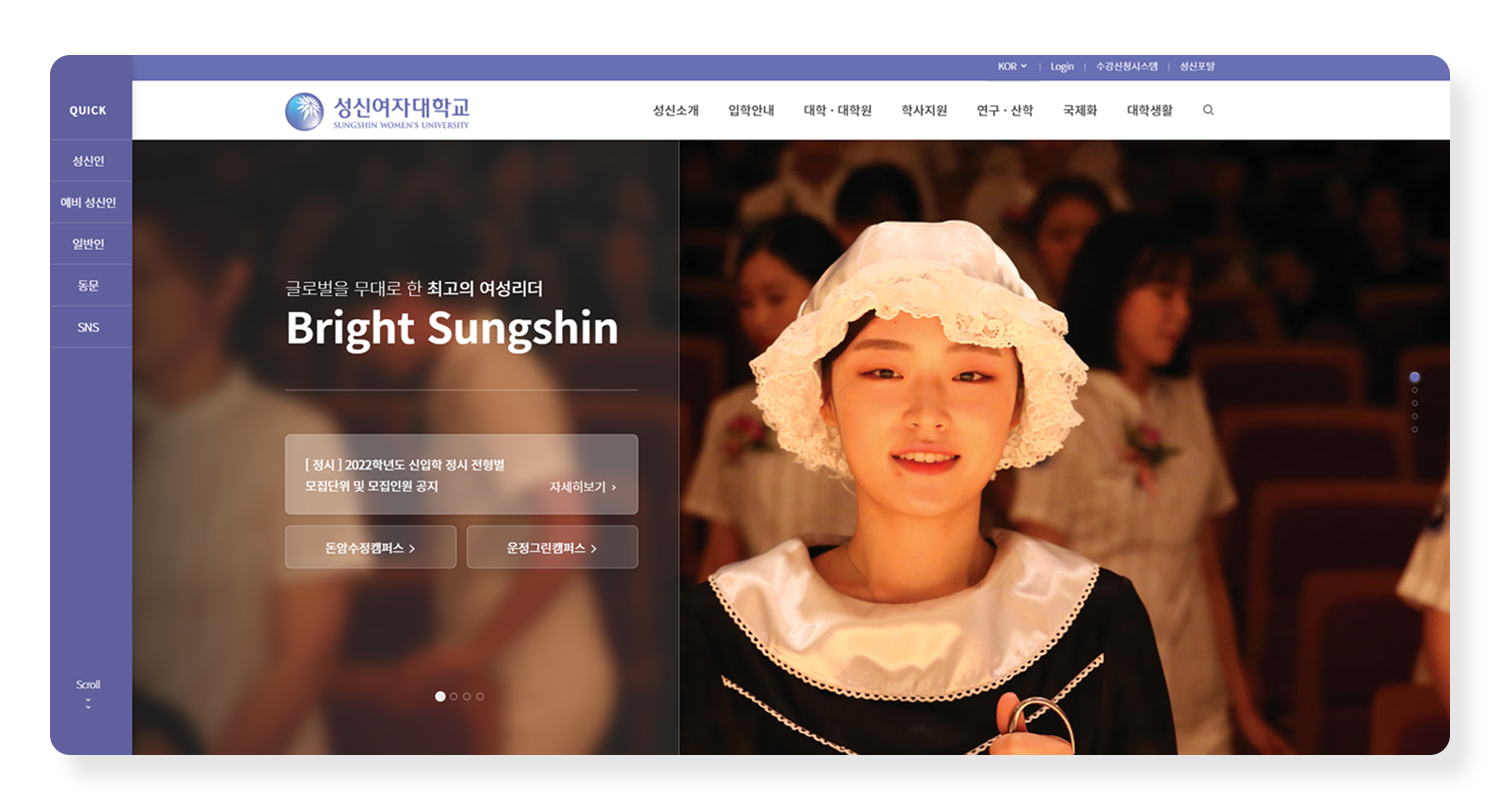 KOR
Login
수강신청시스템
성신포탈
QUICK
성신인
예비 성신인
일반인
동문
SNS
Scroll
성신여자대학교
SUNGSHIN WOMEN'S UNIVERSITY
성신소개
입학안내
대학 · 대학원
학사지원
연구 · 산학
국제화
대학생활
글로벌을 무대로 한 최고의 여성리더
Bright Sungshin
[ 정시 ] 2022학년도 신입학 정시 전형별
모집단위 및 모집인원 공지
자세히보기 >
돈암수정캠퍼스 >
운정그린캠퍼스 >